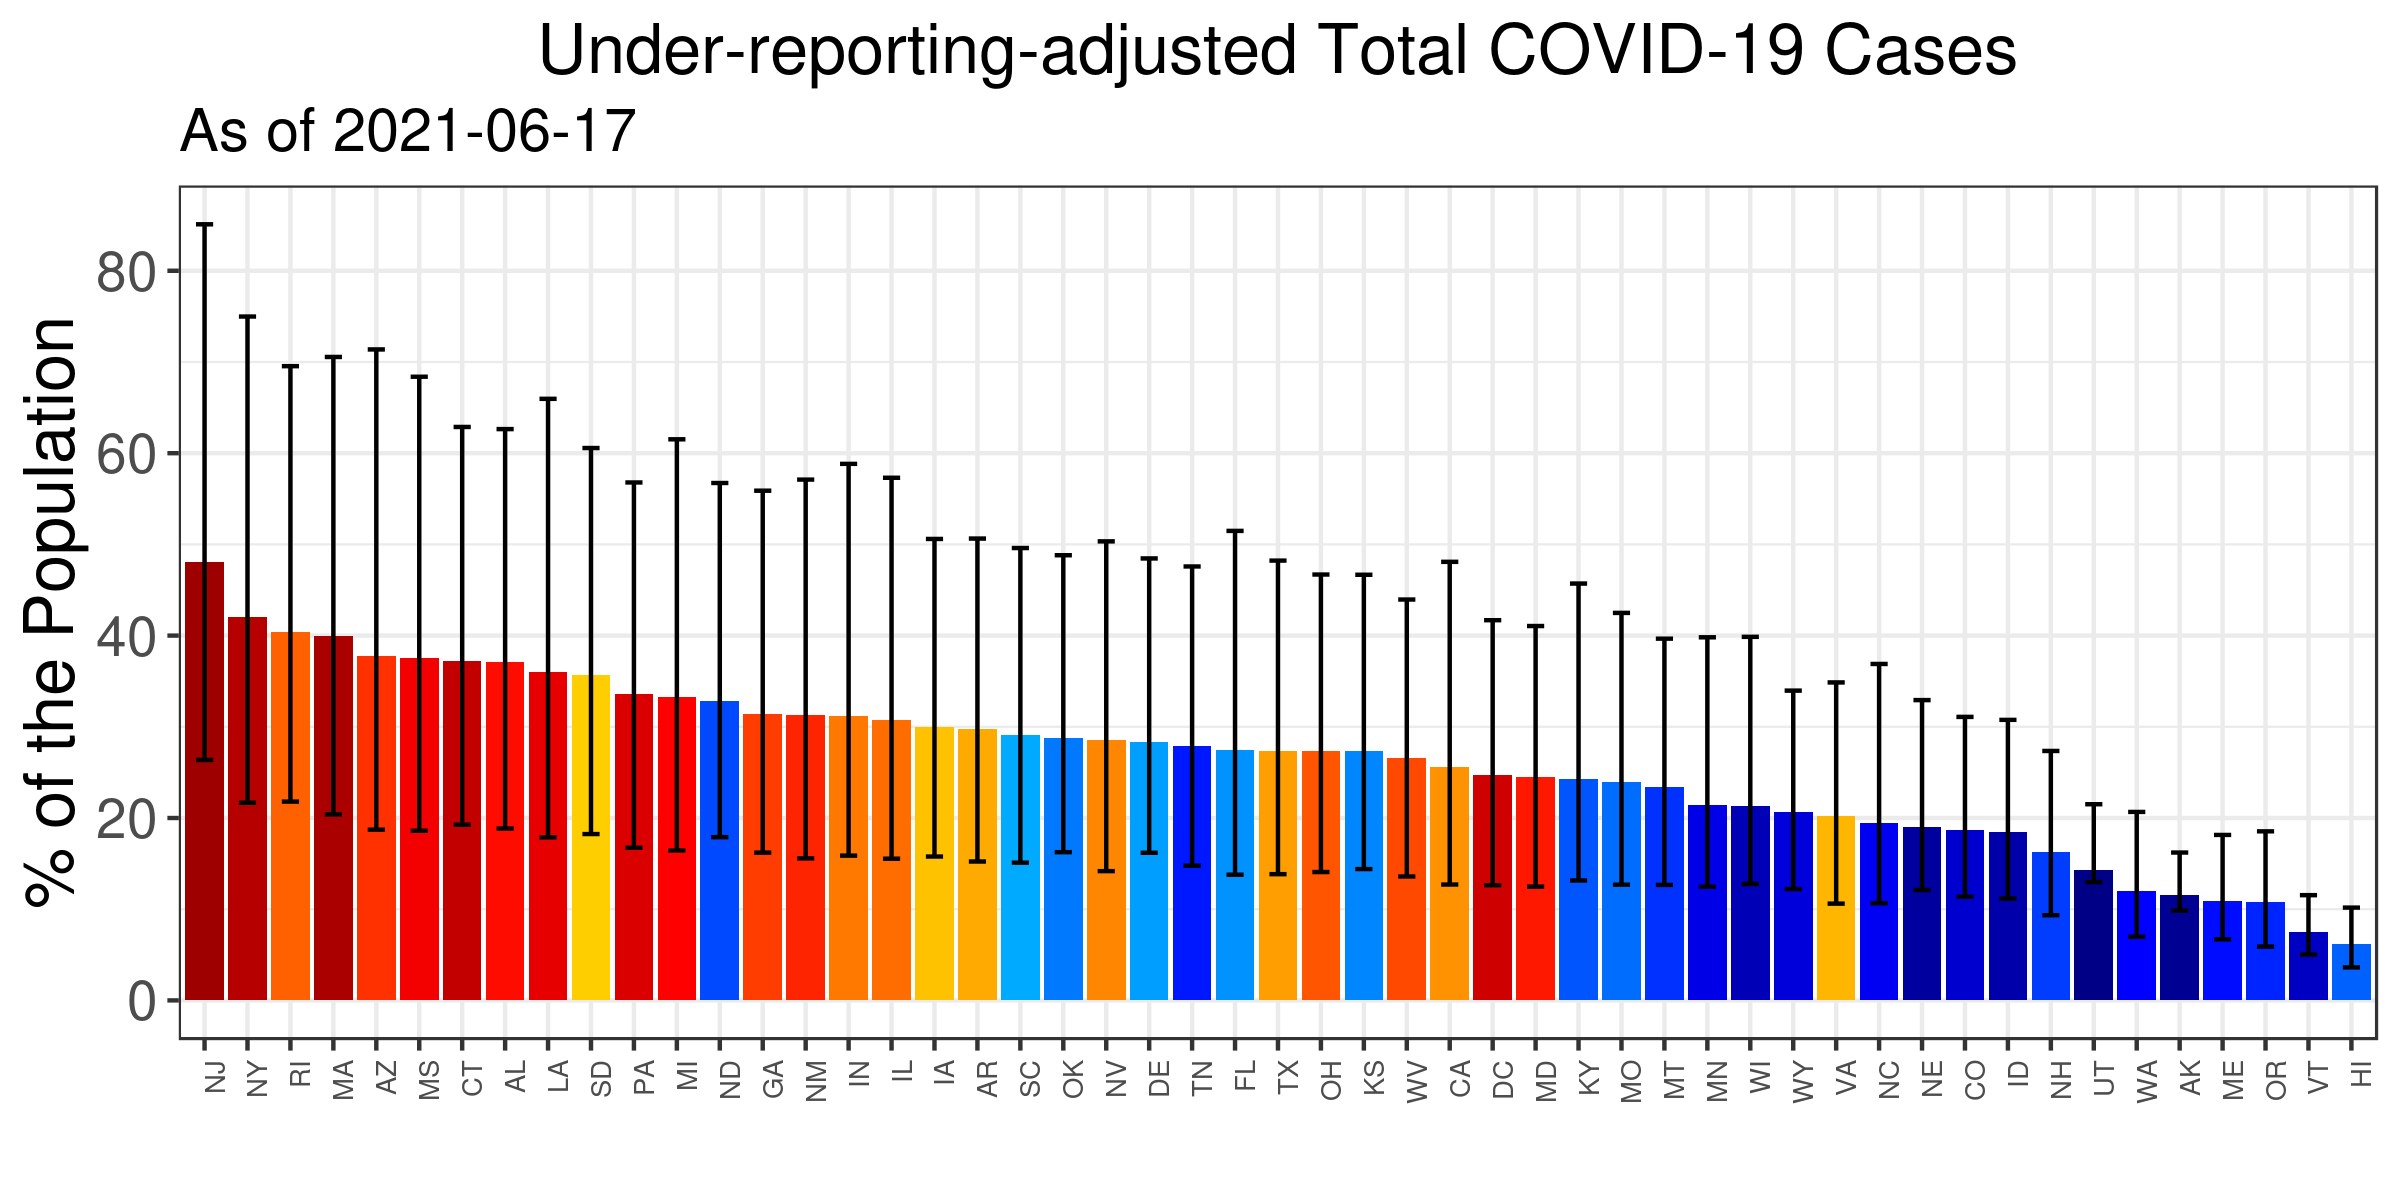 Under-reporting-adjusted Total COVID-19 Cases
As of 2021-06-17
% of the Population
80
60
40
20
0
NJ NY RI MA AZ MS CT AL LA SD PA MI ND GA NM IN IL IA AR SC OK NV DE TN FL TX OH KS WV CA DC MD KY MO MT MN WI WY VA NC NE CO ID NH UT WA AK ME OR VT HI